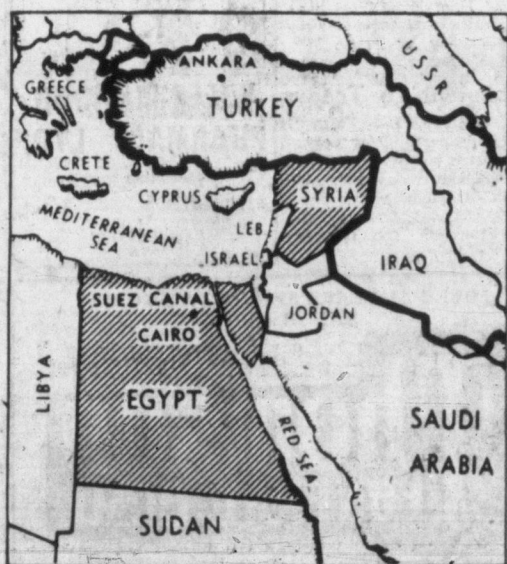 USSR
ANKARA
GREECE
TURKEY
CRETE
CYPRUS
SYRIA
MEDITERRANEAN
SEA
LEB.
ISRAEL
IRAQ
SUEZ CANAL
JORDAN
CAIRO
LIBYA
EGYPT
RED SEA
SAUDI
ARABIA
SUDAN